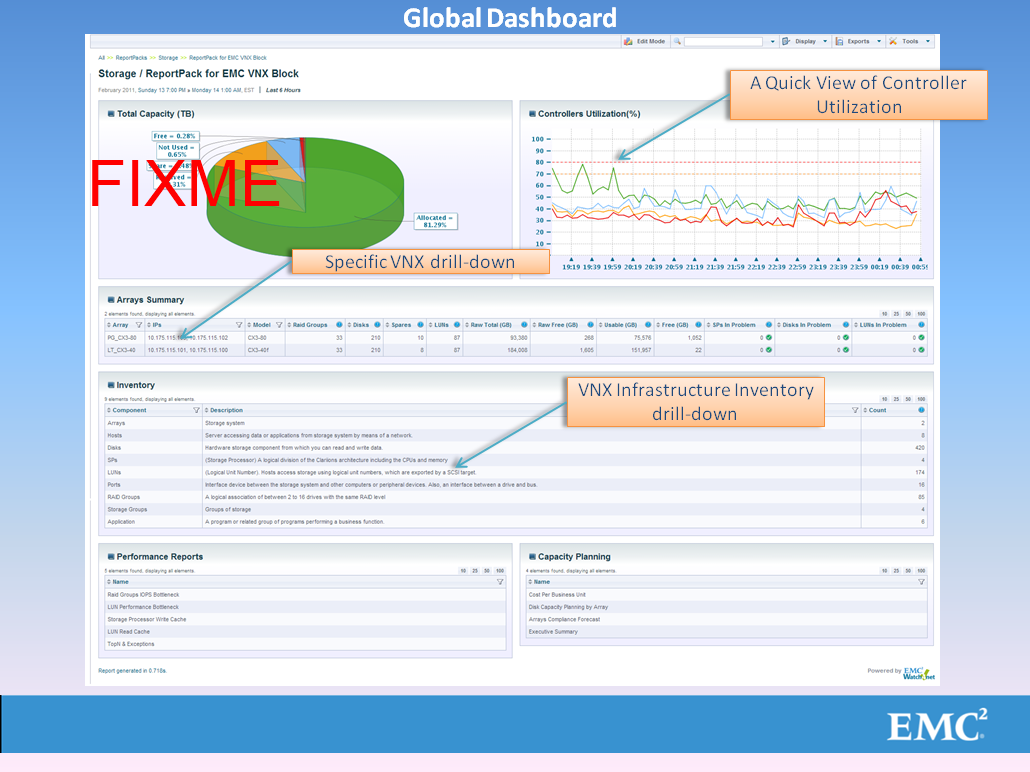 Global Dashboard
Edit Mode Display Exports Tools
All ReportPacks Storage ReportPack for EMC VNX Block
Storage / ReportPack for EMC VNX Block
February 2011, Sunday 13 7:00 PM Monday 14 1:00 AM, EST | Last 6 Hours
A Quick View of Controller
Utilization
Total Capacity (TB)
Free = 0.28%
Not Used =
0.65%
31%
Allocated =
81.29%
FIXME
Controllers Utilization(%)
100
90
80
70
60
50
40
30
20
10
19:19 19:39 19:59 20:19 20:39 20:59 21:19 21:39 21:59 22:19 22:39 22:59 23:19 23:39 23:59 00:19 00:39
Specific VNX drill-down
Arrays Summary
2 elements found, displaying all elements.
10 25 50 100
Array IPs Model Raid Groups Disks Spares LUNs Raw Total (GB) Raw Free (GB) Usable (GB) Free (GB) SPs In Problem Disks In Problem LUNs In Problem
PG_CX3-80 10.175.115.102 CX3-80 33 210 10 87 93,380 268 75,576 1,052 0 0 0
LT_CX3-40 10.175.115.101, 10.175.115.100 CX3-40f 33 210 8 87 184,008 1,605 151,957 22 0 0 0
Inventory
9 elements found, displaying all elements.
10 25 50 100
VNX Infrastructure Inventory
drill-down
Component Description Count
Arrays Storage system 2
Hosts Server accessing data or applications from storage system by means of a network. 8
Disks Hardware storage component from which you can read and write data. 420
SPs (Storage Processor) A logical division of the Clariions architecture including the CPUs and memory 4
LUNs (Logical Unit Number). Hosts access storage using logical unit numbers, which are exported by a SCSI target. 174
Ports Interface device between the storage system and other computers or peripheral devices. Also, an interface between a drive and bus. 16
RAID Groups A logical association of between 2 to 16 drives with the same RAID level 85
Storage Groups Groups of storage 4
Application A program or related group of programs performing a business function. 6
Performance Reports
5 elements found, displaying all elements.
10 25 50 100
Name
Raid Groups IOPS Bottleneck
LUN Performance Bottleneck
Storage Processor Write Cache
LUN Read Cache
TopN & Exceptions
Capacity Planning
4 elements found, displaying all elements.
10 25 50 100
Name
Cost Per Business Unit
Disk Capacity Planning by Array
Arrays Compliance Forecast
Executive Summary
Report generated in 0.718s.
Powered by EMC
Watch4net
EMC²